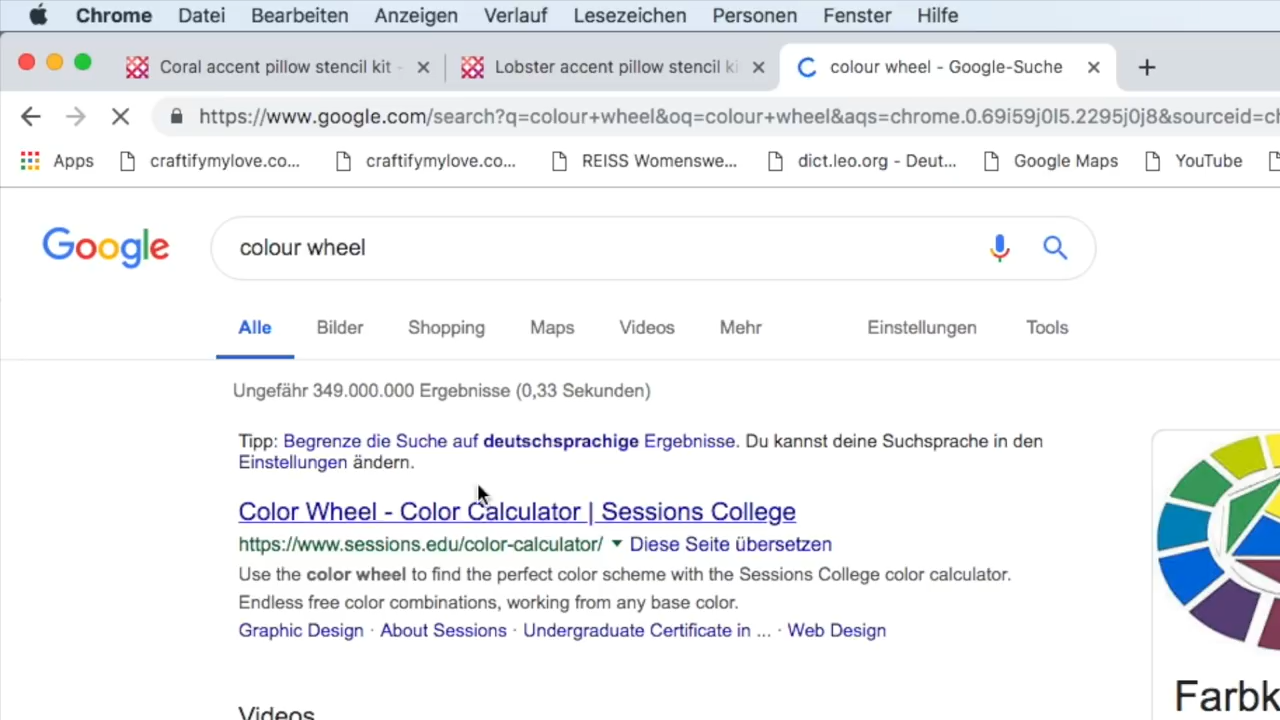 Chrome Datei Bearbeiten Anzeigen Verlauf Lesezeichen Personen Fenster Hilfe
Coral accent pillow stencil kit - Lobster accent pillow stencil ki colour wheel - Google-Suche
https://www.google.com/search?q=colour+wheel&oq=colour+wheel&aqs=chrome.0.69i59j0l5.2295j0j8&sourceid=ch
Apps craftifymylove.co... craftifymylove.co... REISS Womenswe... dict.leo.org - Deut... Google Maps YouTube
Google colour wheel
Alle Bilder Shopping Maps Videos Mehr Einstellungen Tools
Ungefähr 349.000.000 Ergebnisse (0,33 Sekunden)
Tipp: Begrenze die Suche auf deutschsprachige Ergebnisse. Du kannst deine Suchsprache in den
Einstellungen ändern.
Color Wheel - Color Calculator | Sessions College
https://www.sessions.edu/color-calculator/ Diese Seite übersetzen
Use the color wheel to find the perfect color scheme with the Sessions College color calculator.
Endless free color combinations, working from any base color.
Graphic Design · About Sessions · Undergraduate Certificate in ... · Web Design
Farbk
Videos